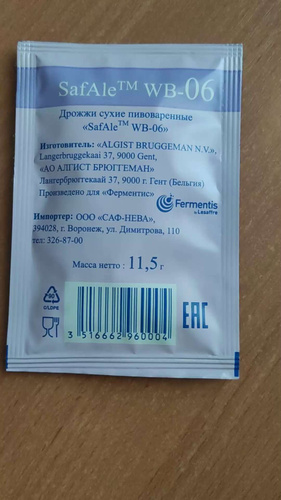 SafAle™ WB-06
Дрожжи сухие пивоваренные
«SafAle™ WB-06»
Изготовитель: «ALGIST BRUGGEMAN N.V.»,
Langerbruggekaai 37, 9000 Gent,
«АО АЛГИСТ БРЮГГЕМАН»
Лангербрюггекаай 37, 9000 г. Гент (Бельгия)
Произведено для «Ферментис»
Fermentis
by Lesaffre
Импортер: ООО «САФ-НЕВА»,
394028, г. Воронеж, ул. Димитрова, 110
тел: 326-87-00
Масса нетто : 11,5 г
90
C/LDPE
3 516662 960004
EAC